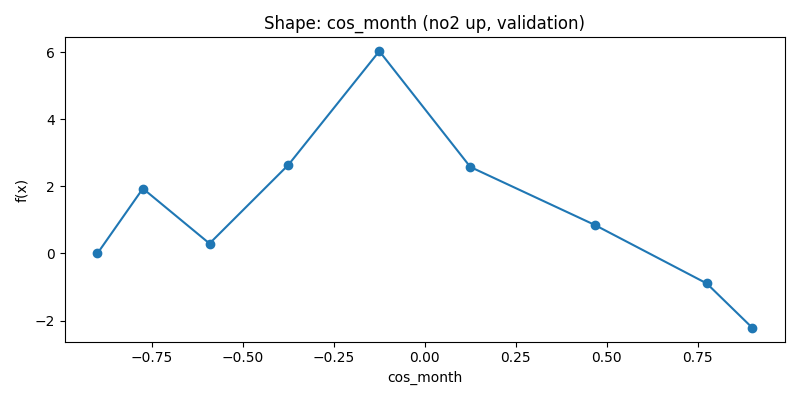 Shape: cos_month (no2 up, validation)
6
4
2
0
−2
f(x)
−0.75 −0.50 −0.25 0.00 0.25 0.50 0.75
cos_month